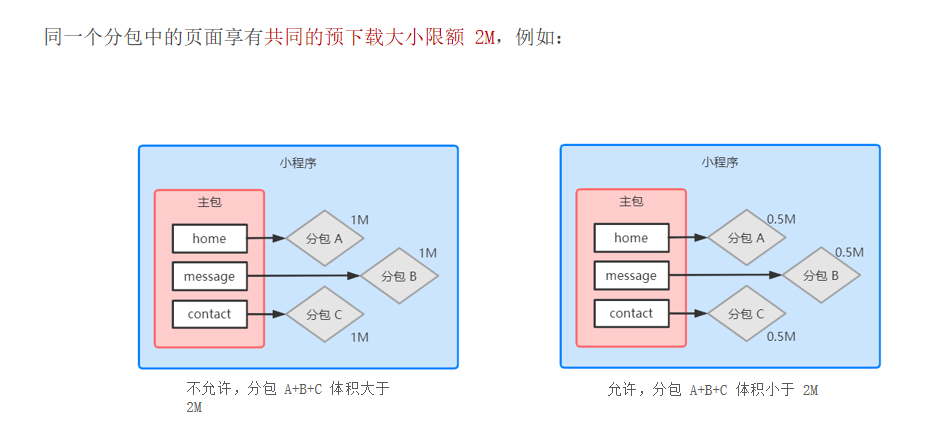 同一个分包中的页面享有共同的预下载大小限额 2M，例如：
小程序
主包
home
分包 A
1M
message
分包 B
1M
contact
分包 C
1M
不允许，分包 A+B+C 体积大于
2M
小程序
主包
home
分包 A
0.5M
message
分包 B
0.5M
contact
分包 C
0.5M
允许，分包 A+B+C 体积小于 2M